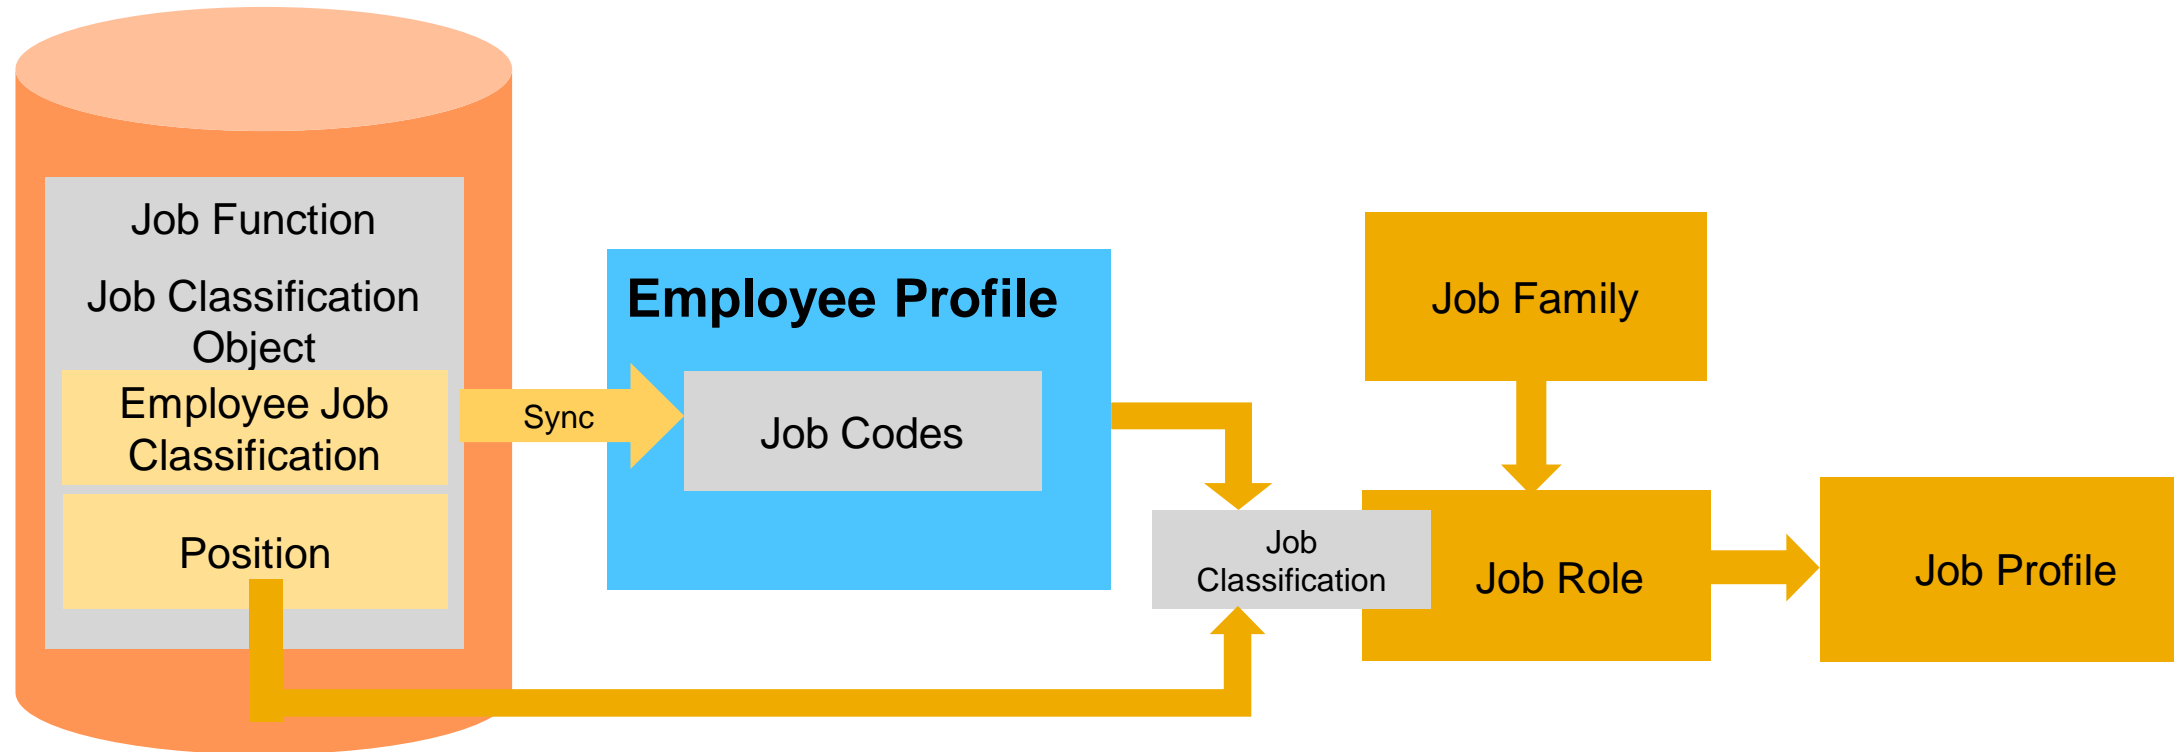 Job Function
Job Classification
Object
Employee Job
Classification
Position
Sync
Employee Profile
Job Codes
Job
Classification
Job Family
Job Role
Job Profile